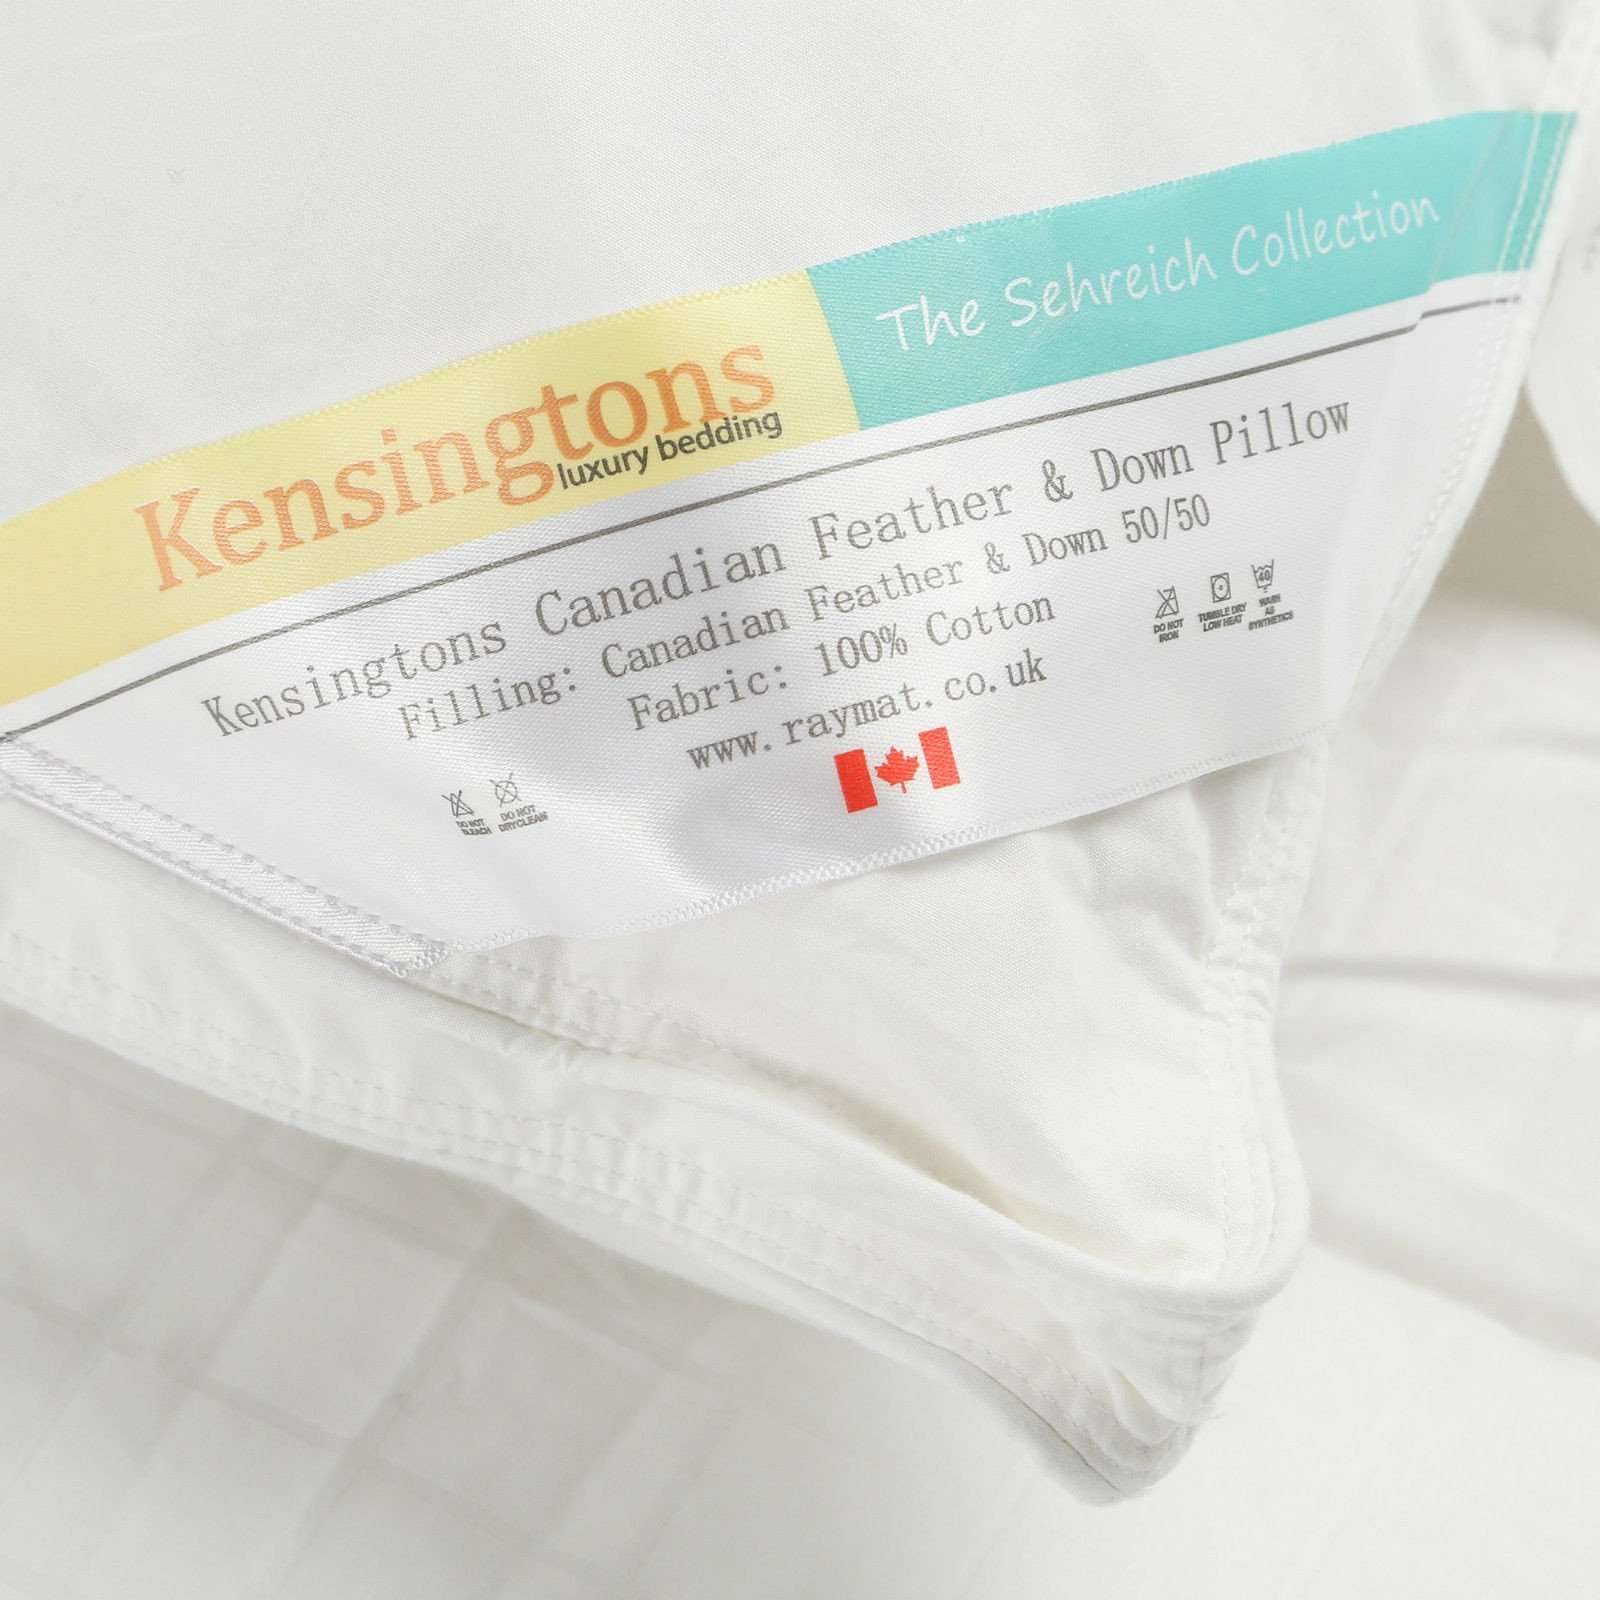 Kensingtons
luxury bedding
The Sehreich Collection
Kensingtons Canadian Feather & Down Pillow
Filling: Canadian Feather & Down 50/50
Fabric: 100% Cotton
www.raymat.co.uk
DO NOT
BLEACH
DO NOT
DRYCLEAN
DO NOT
IRON
TUMBLE DRY
LOW HEAT
40
WASH
AS
SYNTHETICS